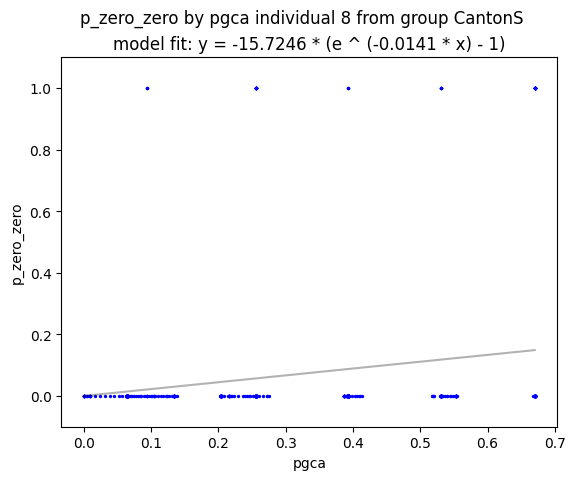 p_zero_zero by pgca individual 8 from group CantonS
model fit: y = -15.7246 * (e ^ (-0.0141 * x) - 1)
1.0
0.8
0.6
0.4
0.2
0.0
p_zero_zero
0.0 0.1 0.2 0.3 0.4 0.5 0.6 0.7
pgca